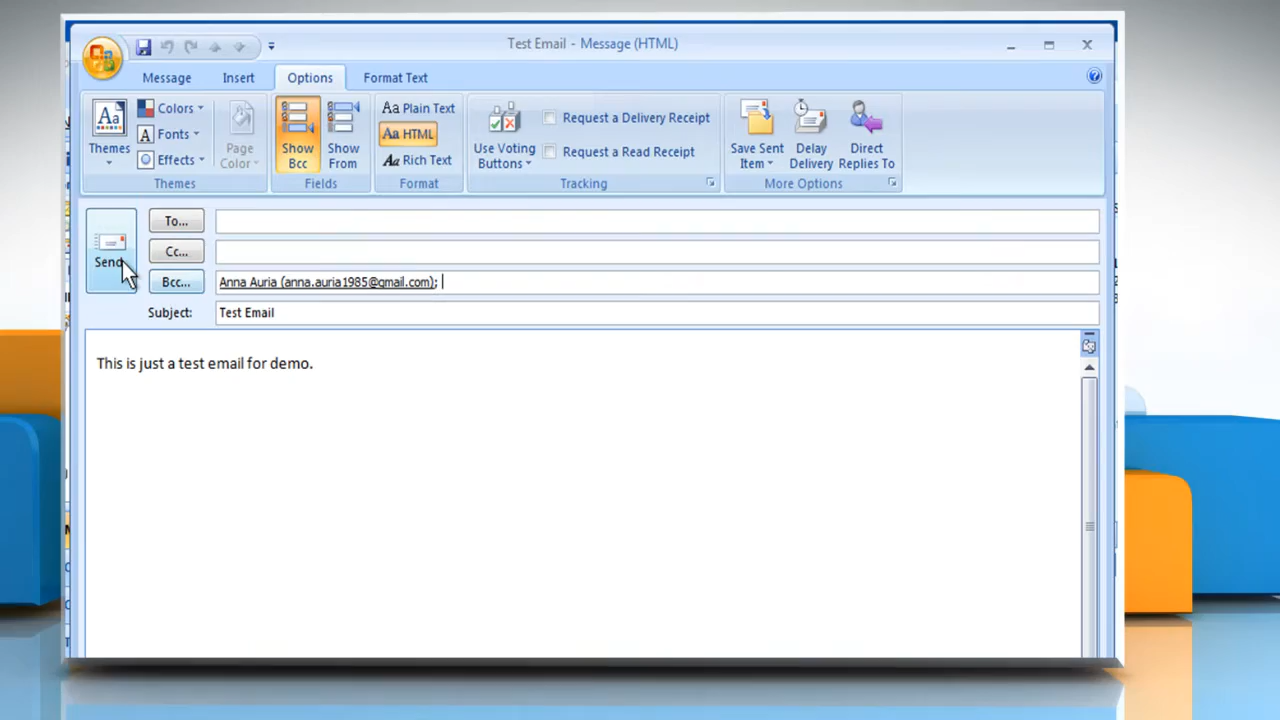 Test Email - Message (HTML)
Message Insert Options Format Text
Themes
Colors
Fonts
Effects
Page Color
Themes
Show Bcc
Show From
Fields
Aa Plain Text
Aa HTML
Aa Rich Text
Format
Use Voting Buttons
Request a Delivery Receipt
Request a Read Receipt
Tracking
Save Sent Item
Delay Delivery
Direct Replies To
More Options
Send
To...
Cc...
Bcc... Anna Auria (anna.auria1985@gmail.com);
Subject: Test Email
This is just a test email for demo.